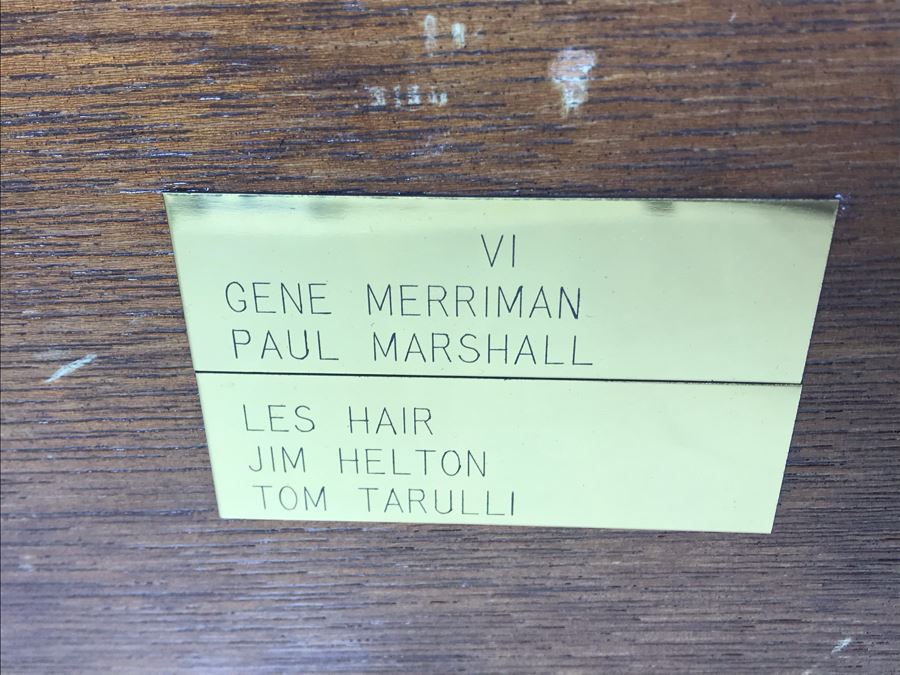 VI
GENE MERRIMAN
PAUL MARSHALL
LES HAIR
JIM HELTON
TOM TARULLI